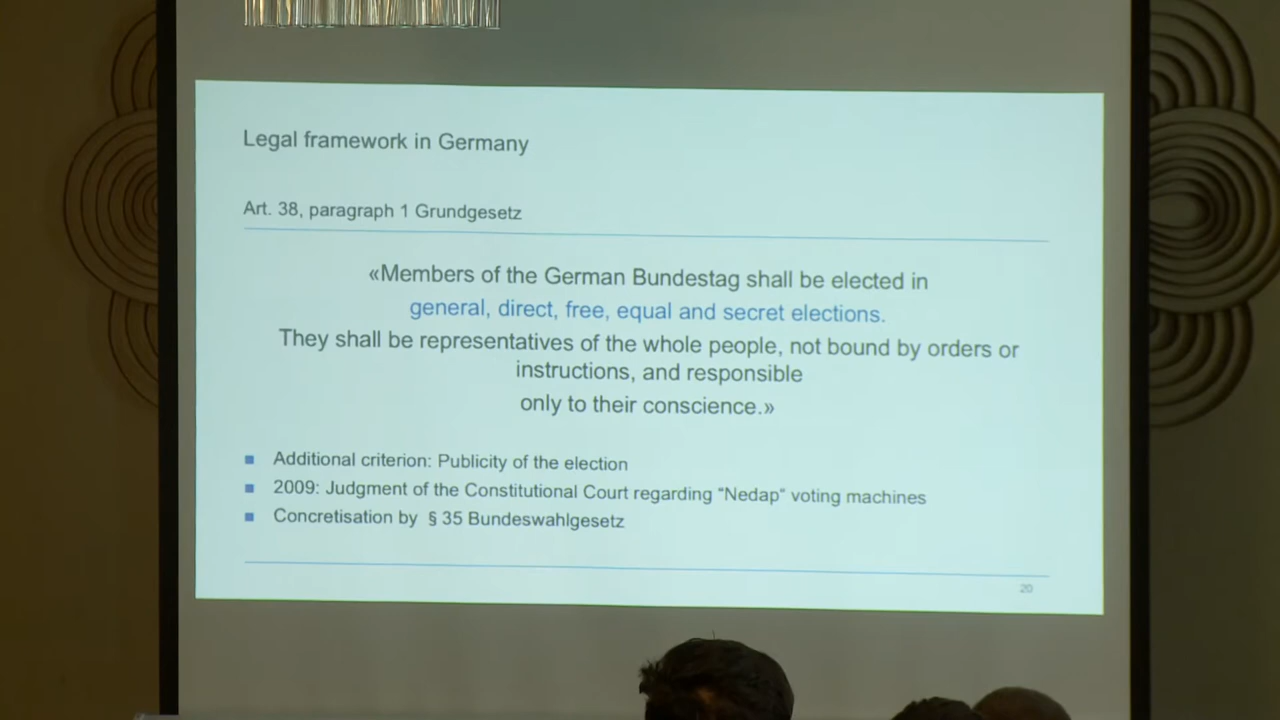 Legal framework in Germany
Art. 38, paragraph 1 Grundgesetz
«Members of the German Bundestag shall be elected in
general, direct, free, equal and secret elections.
They shall be representatives of the whole people, not bound by orders or
instructions, and responsible
only to their conscience.»
Additional criterion: Publicity of the election
2009: Judgment of the Constitutional Court regarding "Nedap" voting machines
Concretisation by § 35 Bundeswahlgesetz
20